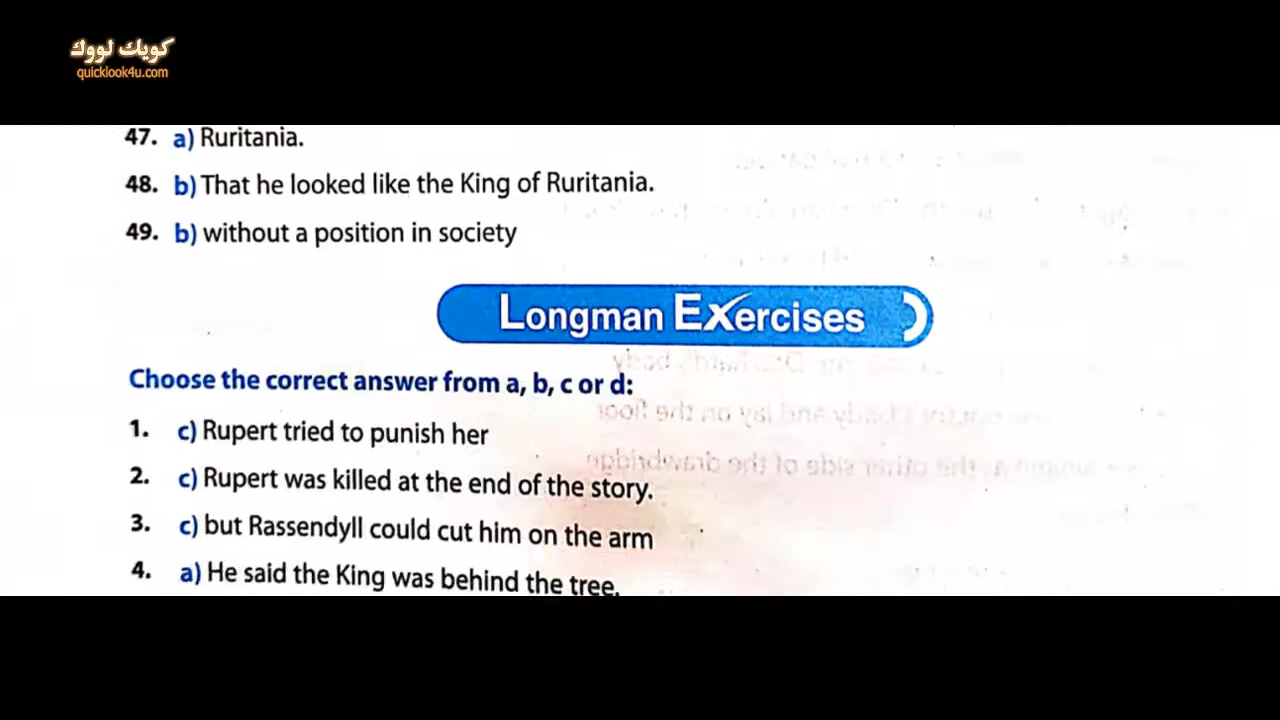 كويك لووك
quicklook4u.com
47. a) Ruritania.
48. b) That he looked like the King of Ruritania.
49. b) without a position in society
Longman Exercises
Choose the correct answer from a, b, c or d:
1. c) Rupert tried to punish her
2. c) Rupert was killed at the end of the story.
3. c) but Rassendyll could cut him on the arm
4. a) He said the King was behind the tree.